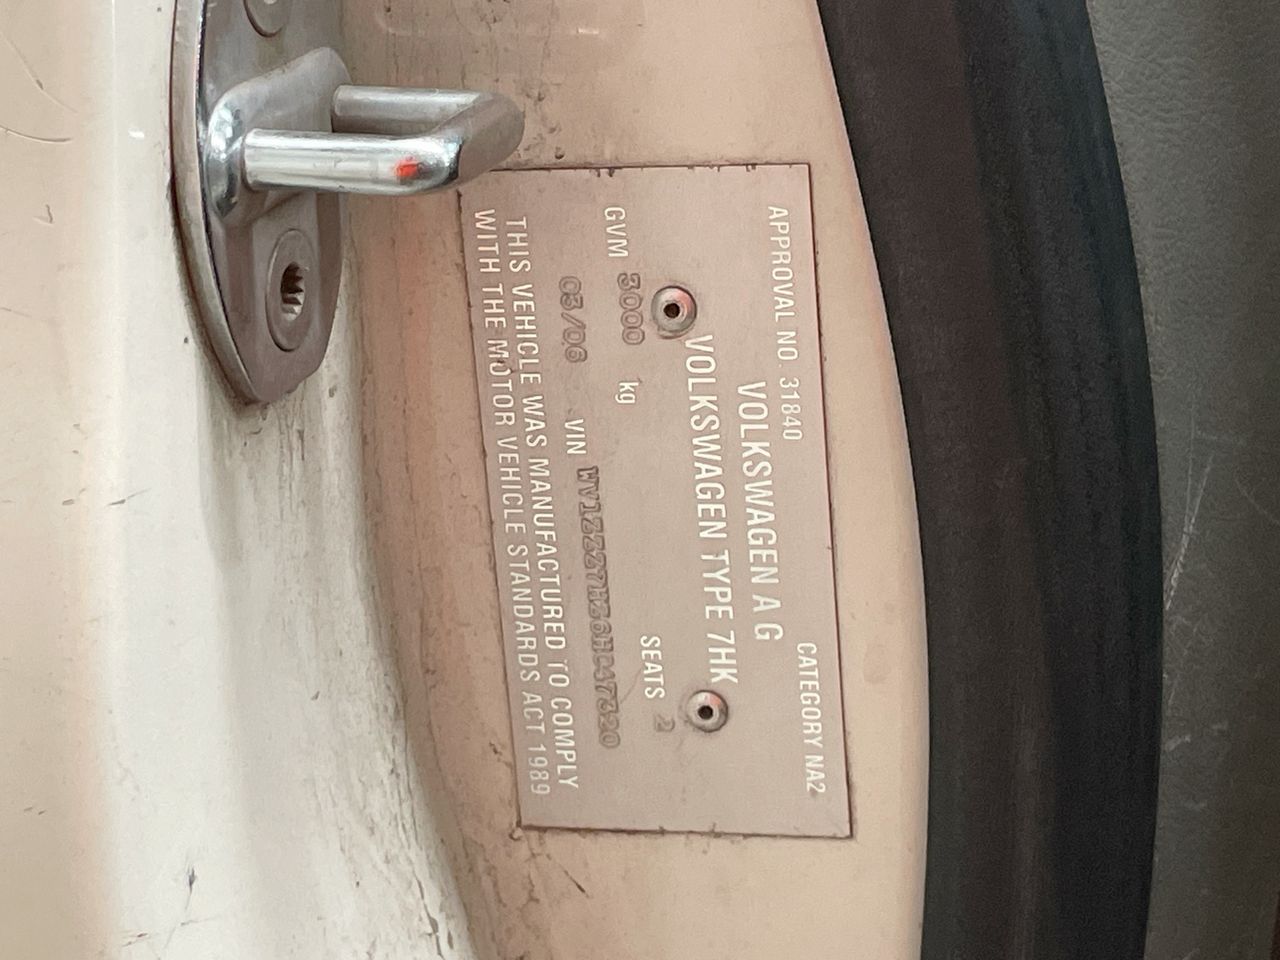 APPROVAL NO. 31840 CATEGORY NA2
VOLKSWAGEN A G
VOLKSWAGEN TYPE 7HK
GVM 3000 kg SEATS 2
03/06 VIN WV1ZZZ7HZ6H047320
THIS VEHICLE WAS MANUFACTURED TO COMPLY
WITH THE MOTOR VEHICLE STANDARDS ACT 1989